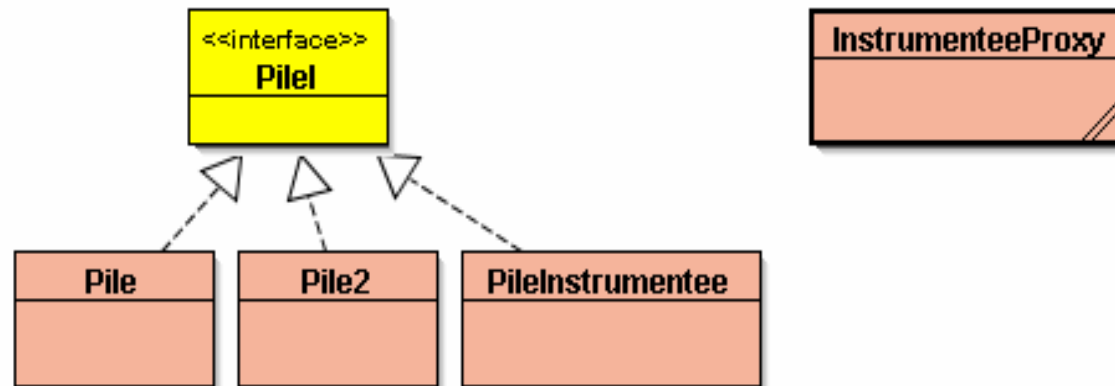 <<interface>>
PileI
InstrumenteeProxy
Pile
Pile2
PileInstrumentee